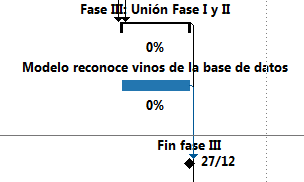 Fase III: Unión Fase I y II
0%
Modelo reconoce vinos de la base de datos
0%
Fin fase III
27/12